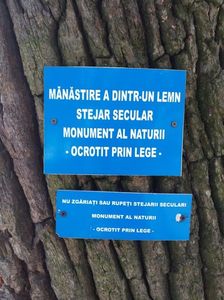 MÂNĂSTIRE A DINTR-UN LEMN
STEJAR SECULAR
MONUMENT AL NATURII
- OCROTIT PRIN LEGE -
NU ZGÂRIAȚI SAU RUPEȚI STEJARII SECULARI
MONUMENT AL NATURII
- OCROTIT PRIN LEGE -